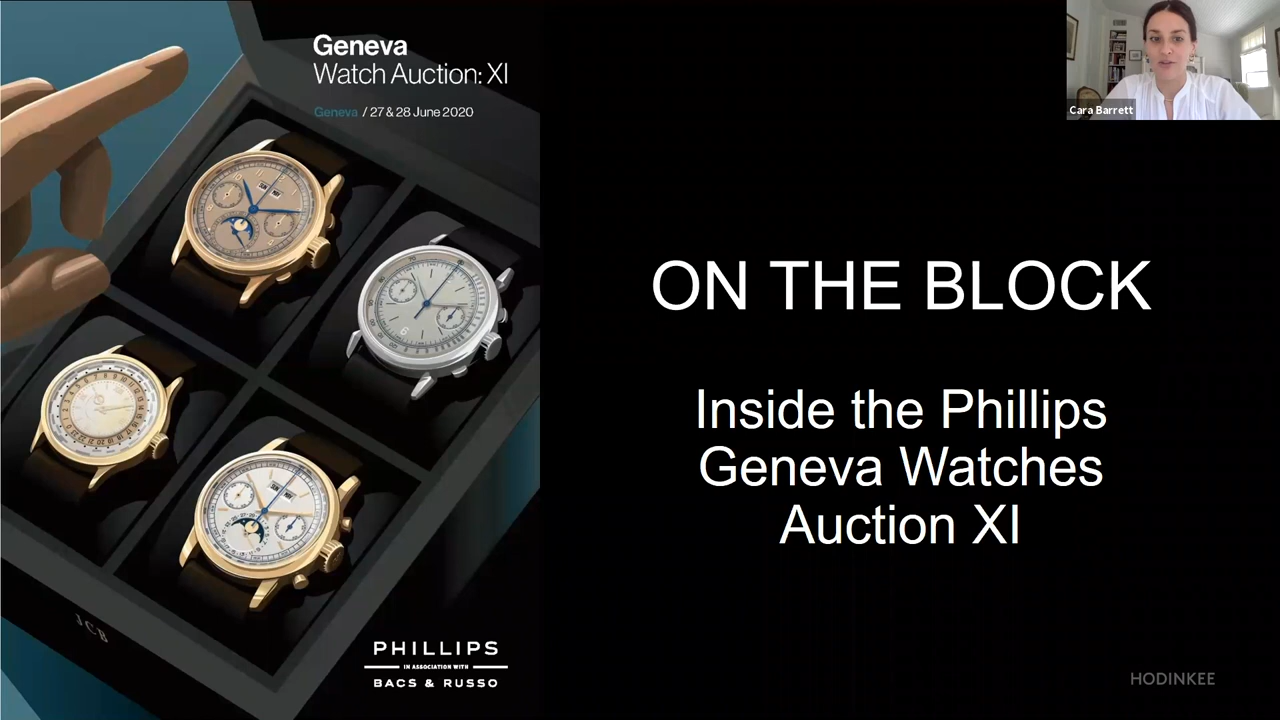 Geneva
Watch Auction: XI
Geneva / 27 & 28 June 2020
JCB
PHILLIPS
IN ASSOCIATION WITH
BACS & RUSSO
Cara Barrett
ON THE BLOCK
Inside the Phillips
Geneva Watches
Auction XI
HODINKEE